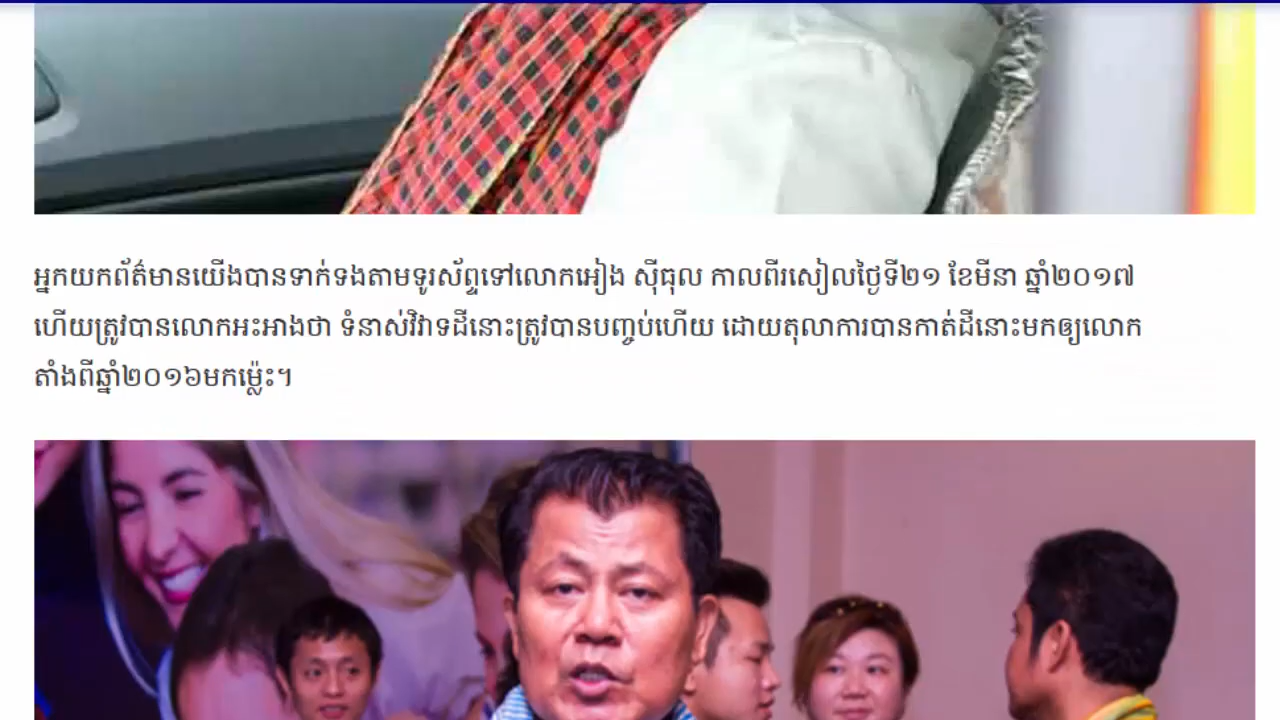 អ្នកយកព័ត៌មានយើងបានទាក់ទងតាមទូរស័ព្ទទៅលោកអៀង ស៊ីធុល កាលពីរសៀលថ្ងៃទី២១ ខែមីនា ឆ្នាំ២០១៧
ហើយត្រូវបានលោកអះអាងថា ទំនាស់វិវាទដីនោះត្រូវបានបញ្ចប់ហើយ ដោយតុលាការបានកាត់ដីនោះមកឲ្យលោក
តាំងពីឆ្នាំ២០១៦មកម្ល៉េះ។